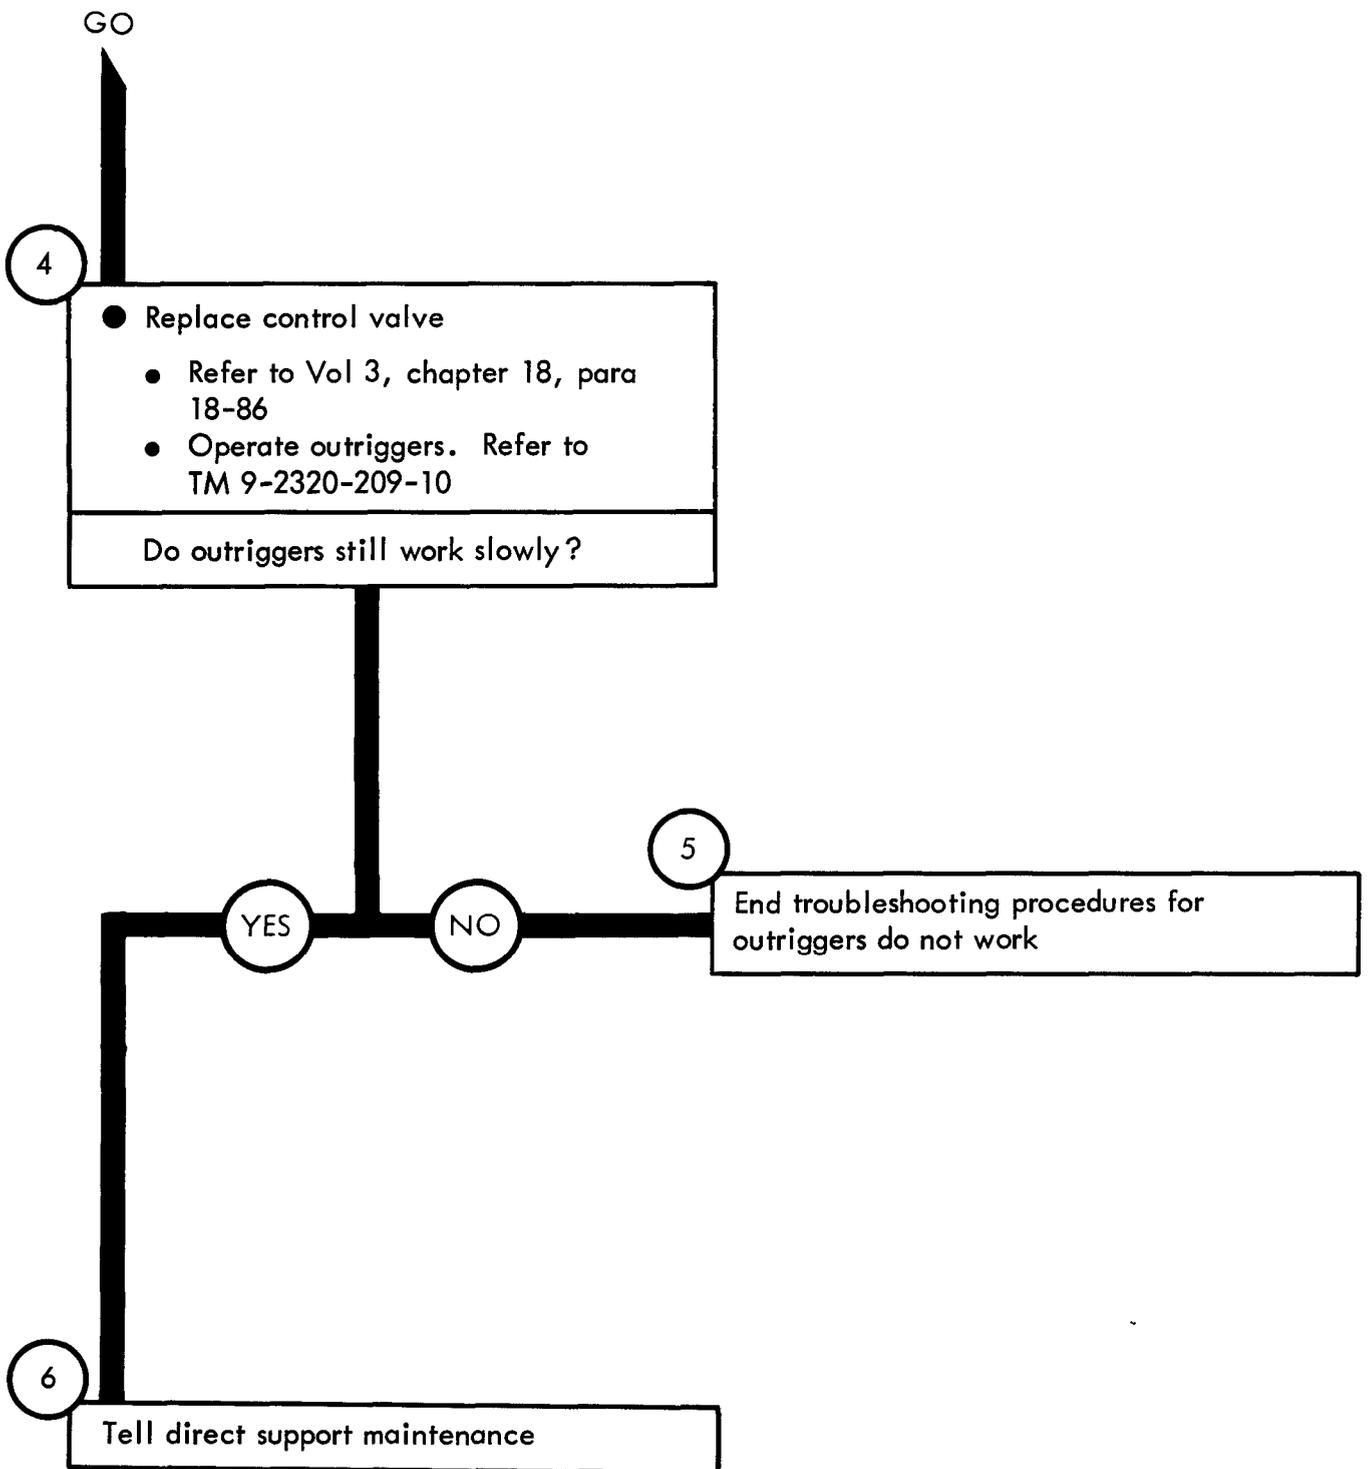 GO
4
● Replace control valve
● Refer to Vol 3, chapter 18, para
18-86
● Operate outriggers. Refer to
TM 9-2320-209-10
Do outriggers still work slowly?
5
YES
NO
End troubleshooting procedures for
outriggers do not work
6
Tell direct support maintenance